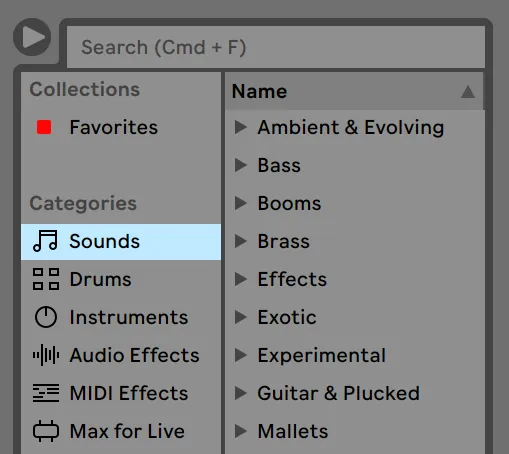 Search (Cmd + F)
Collections
Favorites
Categories
Sounds
Drums
Instruments
Audio Effects
MIDI Effects
Max for Live
Name
Ambient & Evolving
Bass
Booms
Brass
Effects
Exotic
Experimental
Guitar & Plucked
Mallets